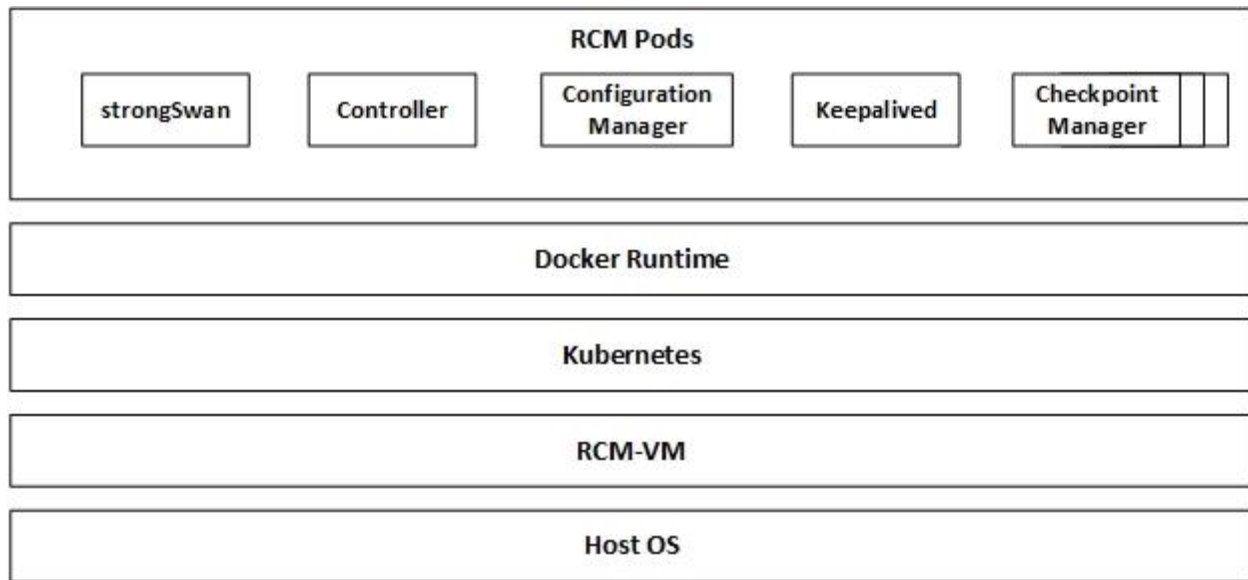 RCM Pods
strongSwan
Controller
Configuration
Manager
Keepalived
Checkpoint
Manager
Docker Runtime
Kubernetes
RCM-VM
Host OS